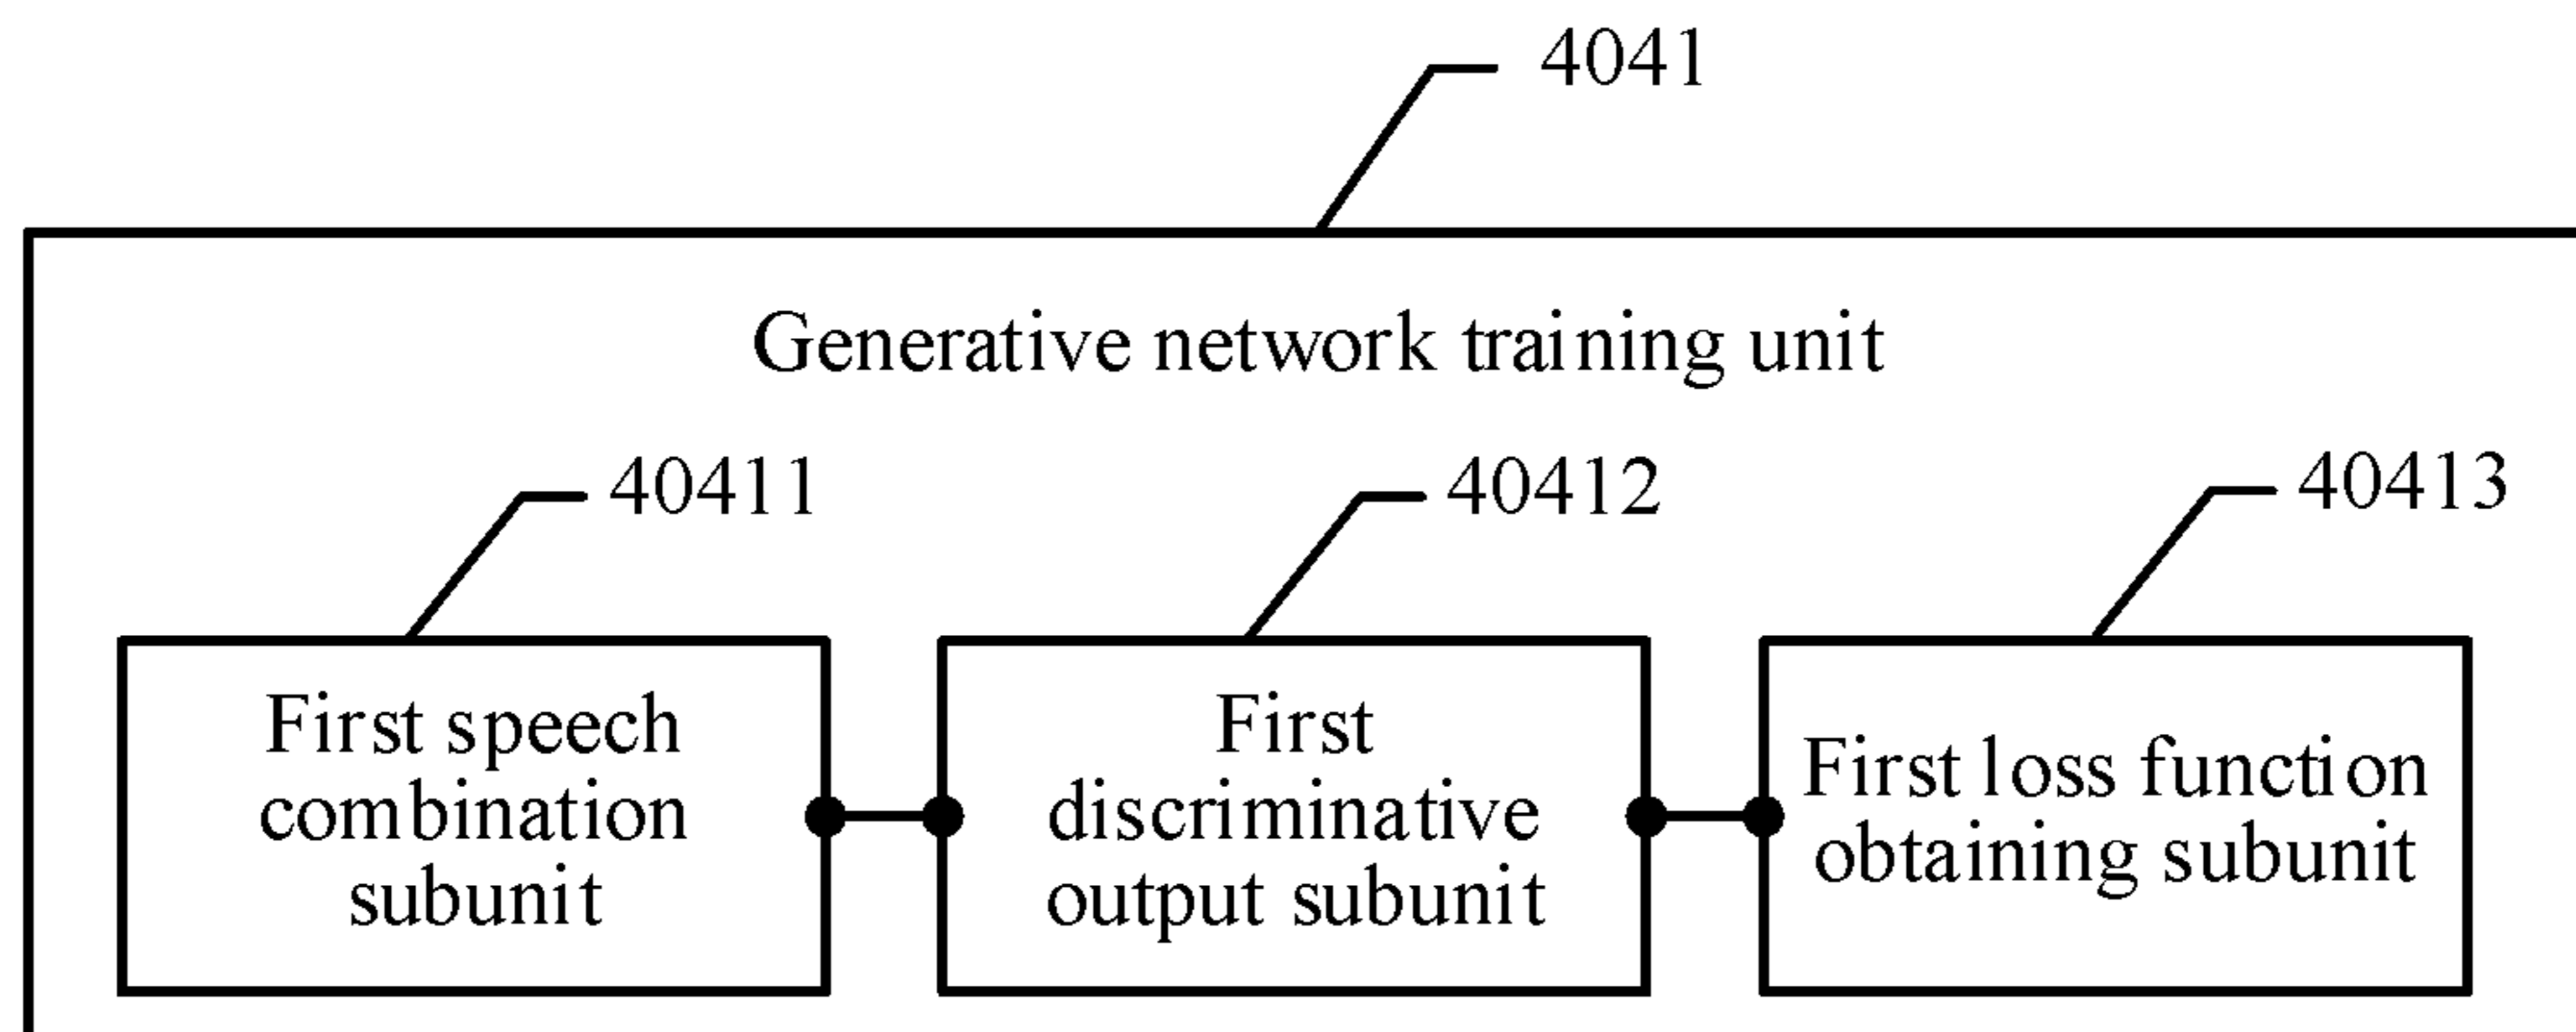 4041
Generative network training unit
40411
40412
40413
First speech
combination
subunit
First
discriminative
output subunit
First loss function
obtaining subunit